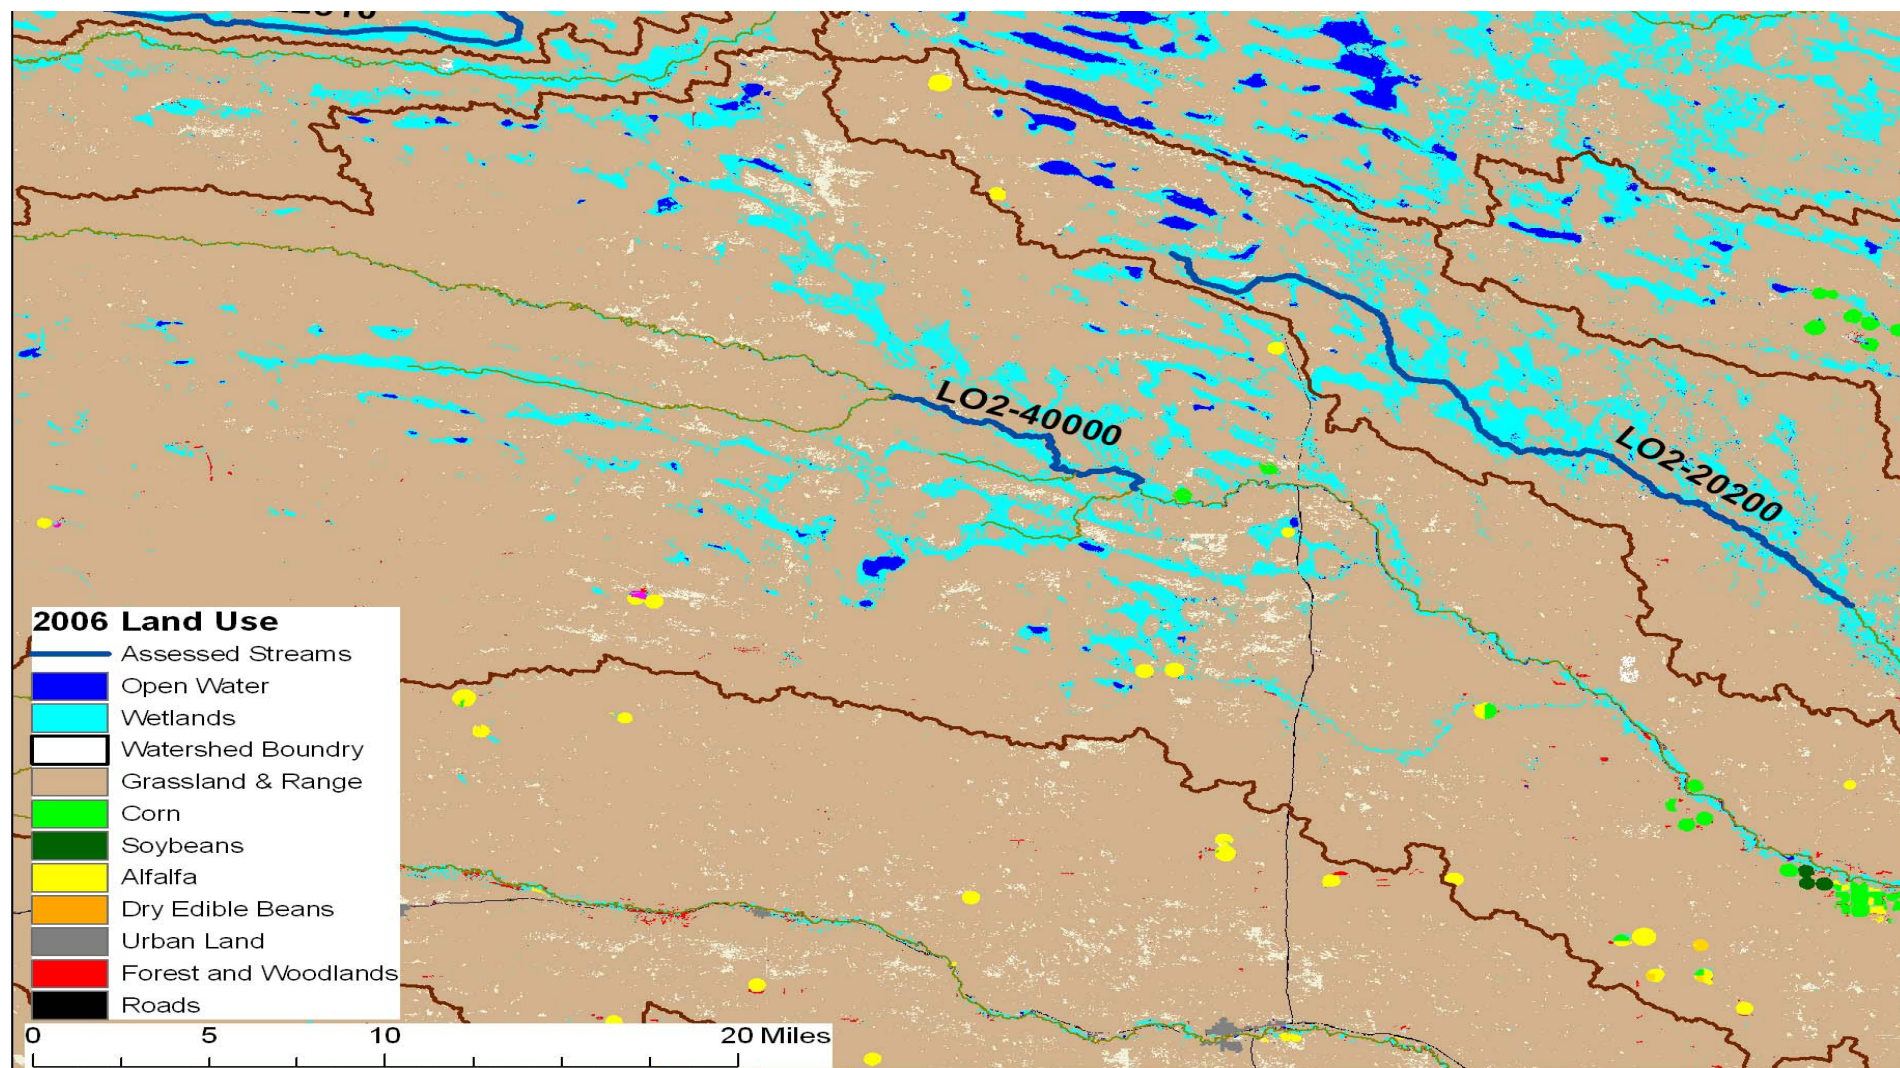 LO2-40000
LO2-20200
2006 Land Use
Assessed Streams
Open Water
Wetlands
Watershed Boundry
Grassland & Range
Corn
Soybeans
Alfalfa
Dry Edible Beans
Urban Land
Forest and Woodlands
Roads
0 5 10 20 Miles